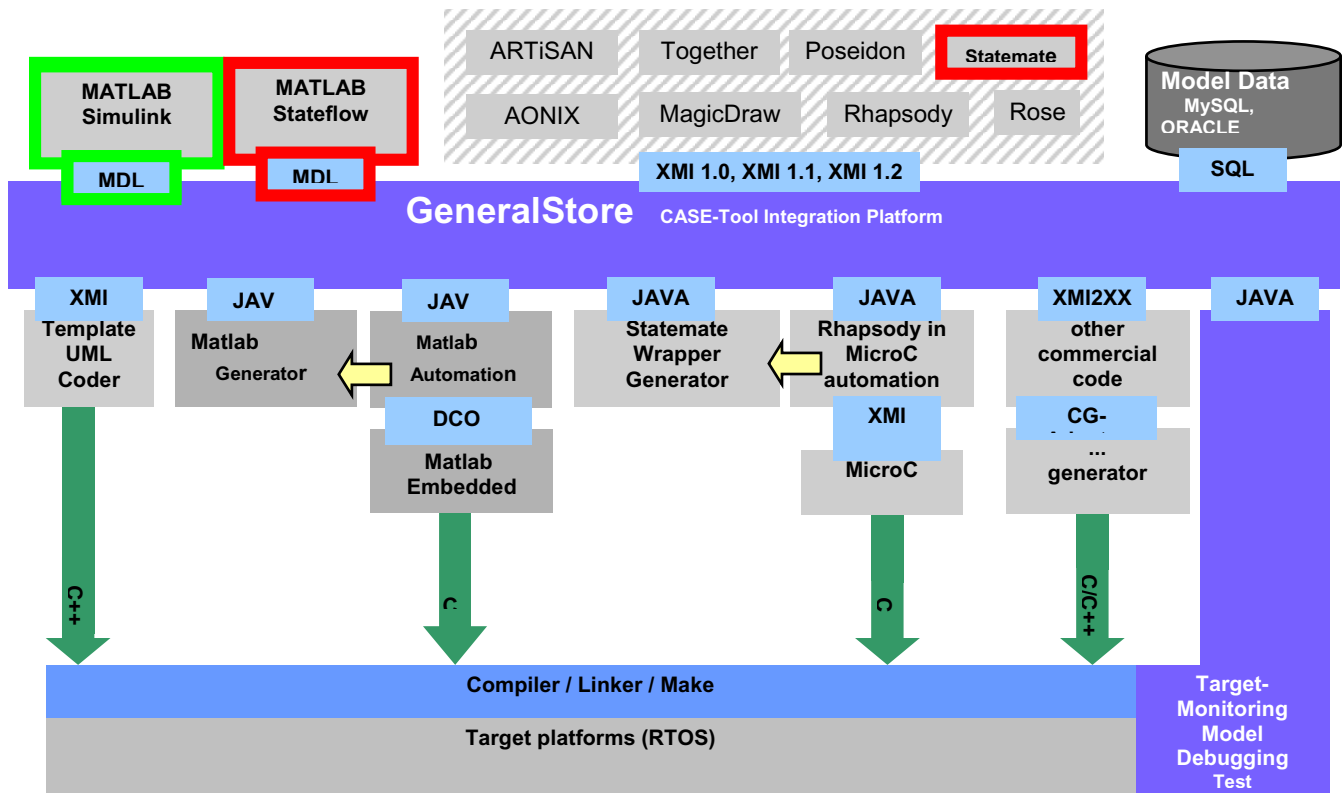 ARTiSAN
Together
Poseidon
Statemate
AONIX
MagicDraw
Rhapsody
Rose
MATLAB
Simulink
MATLAB
Stateflow
Model Data
MySQL,
ORACLE
MDL
MDL
XMI 1.0, XMI 1.1, XMI 1.2
SQL
GeneralStore CASE-Tool Integration Platform
XMI
Template
UML
Coder
JAV
Matlab
Generator
JAV
Matlab
Automation
DCO
Matlab
Embedded
JAVA
Statemate
Wrapper
Generator
JAVA
Rhapsody in
MicroC
automation
XMI
MicroC
XMI2XX
other
commercial
code
CG-
...
generator
JAVA
C++
C
C
C/C++
Compiler / Linker / Make
Target platforms (RTOS)
Target-
Monitoring
Model
Debugging
Test